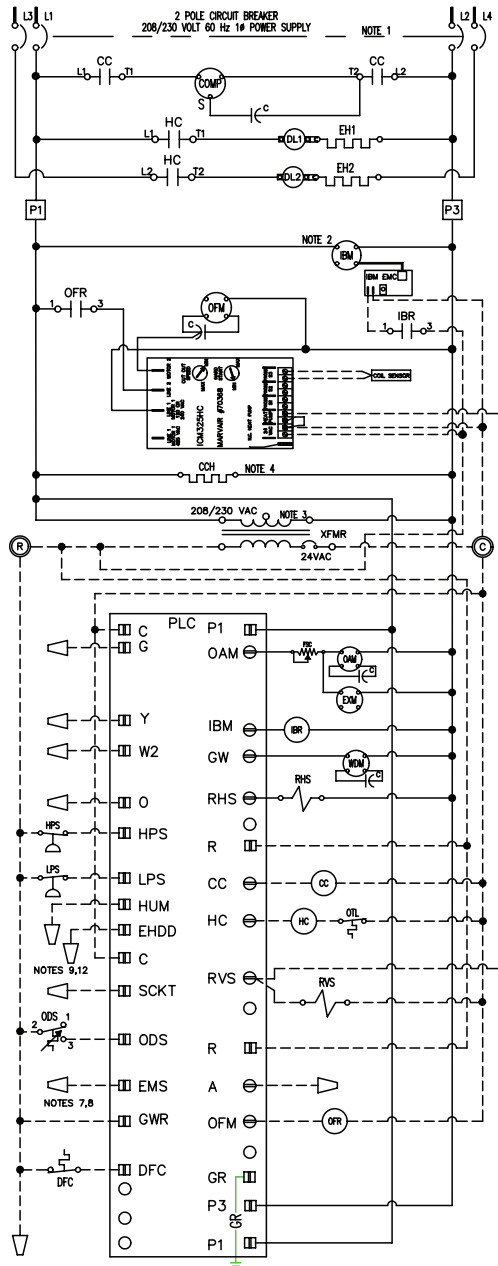 L3 L1
2 POLE CIRCUIT BREAKER
208/230 VOLT 60 Hz 1ø POWER SUPPLY
NOTE 1
L2 L4
CC
L1 T1
COMP
S
C
T2
CC
L2
HC
L1 T1
DL1
EH1
HC
L2 T2
DL2
EH2
P1
P3
NOTE 2
IBM
IBM EMC
OFR
1 3
OFM
C
IBR
1 3
ICM325HC
MARVAIR #70368
COIL SENSOR
CCH
NOTE 4
208/230 VAC
NOTE 3
R
XFMR
24VAC
C
PLC
C
G
Y
W2
O
HPS
HPS
LPS
LPS
HUM
EHDD
C
NOTES 9,12
SCKT
ODS 1
2
3
ODS
EMS
NOTES 7,8
GWR
DFC
DFC
P1
OAM
OAM
C
EXM
IBM
IBR
GW
WDM
C
RHS
RHS
R
CC
CC
HC
HC
OTL
RVS
RVS
R
A
OFM
OFR
GR
GR
P3
P1